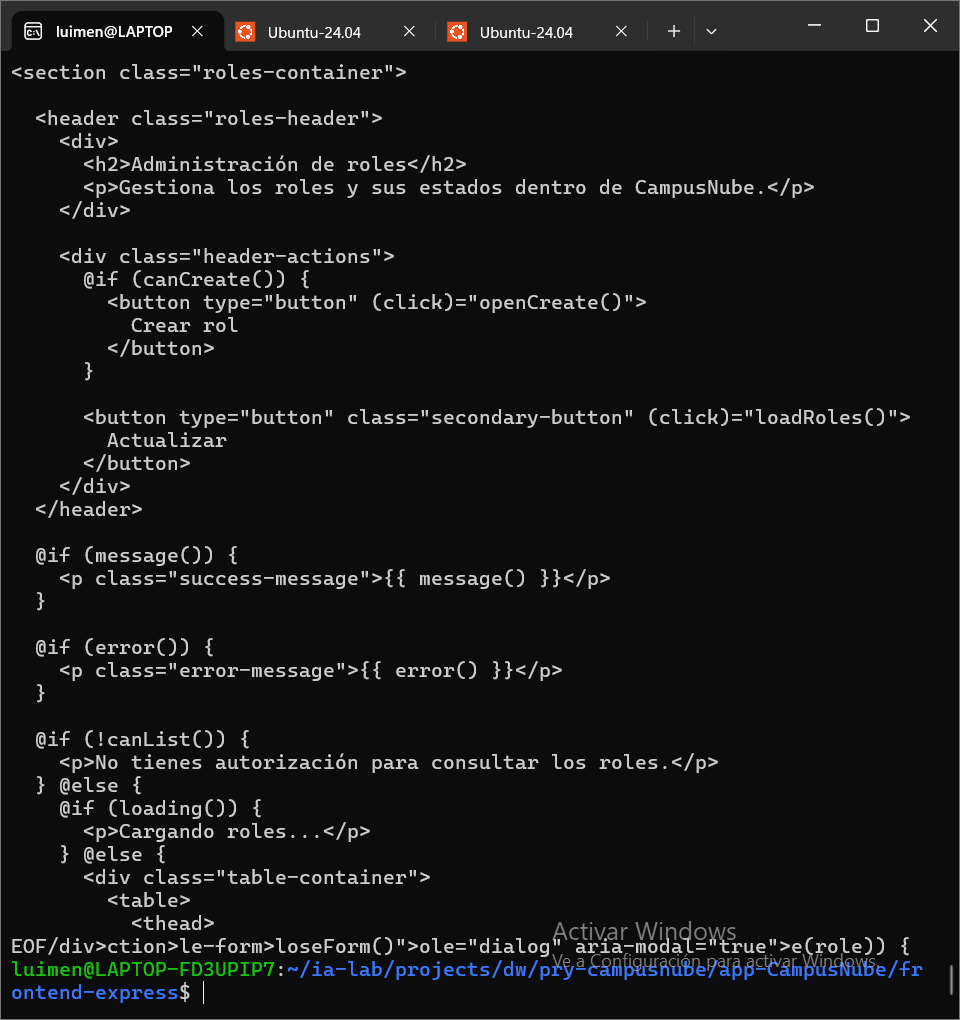 luimen@LAPTOP
Ubuntu-24.04
Ubuntu-24.04
<section class="roles-container">
<header class="roles-header">
<div>
<h2>Administración de roles</h2>
<p>Gestiona los roles y sus estados dentro de CampusNube.</p>
</div>
<div class="header-actions">
@if (canCreate()) {
<button type="button" (click)="openCreate()">
Crear rol
</button>
}
<button type="button" class="secondary-button" (click)="loadRoles()">
Actualizar
</button>
</div>
</header>
@if (message()) {
<p class="success-message">{{ message() }}</p>
}
@if (error()) {
<p class="error-message">{{ error() }}</p>
}
@if (!canList()) {
<p>No tienes autorización para consultar los roles.</p>
} @else {
@if (loading()) {
<p>Cargando roles...</p>
} @else {
<div class="table-container">
<table>
<thead>
EOF/div>ction>le-form>loseForm()">ole="dialog" aria-modal="true">e(role)) {
luimen@LAPTOP-FD3UPIP7:~/ia-lab/projects/dw/pry-campusnube/app-CampusNube/fr
ontend-express$
Activar Windows
Ve a Configuración para activar Windows.